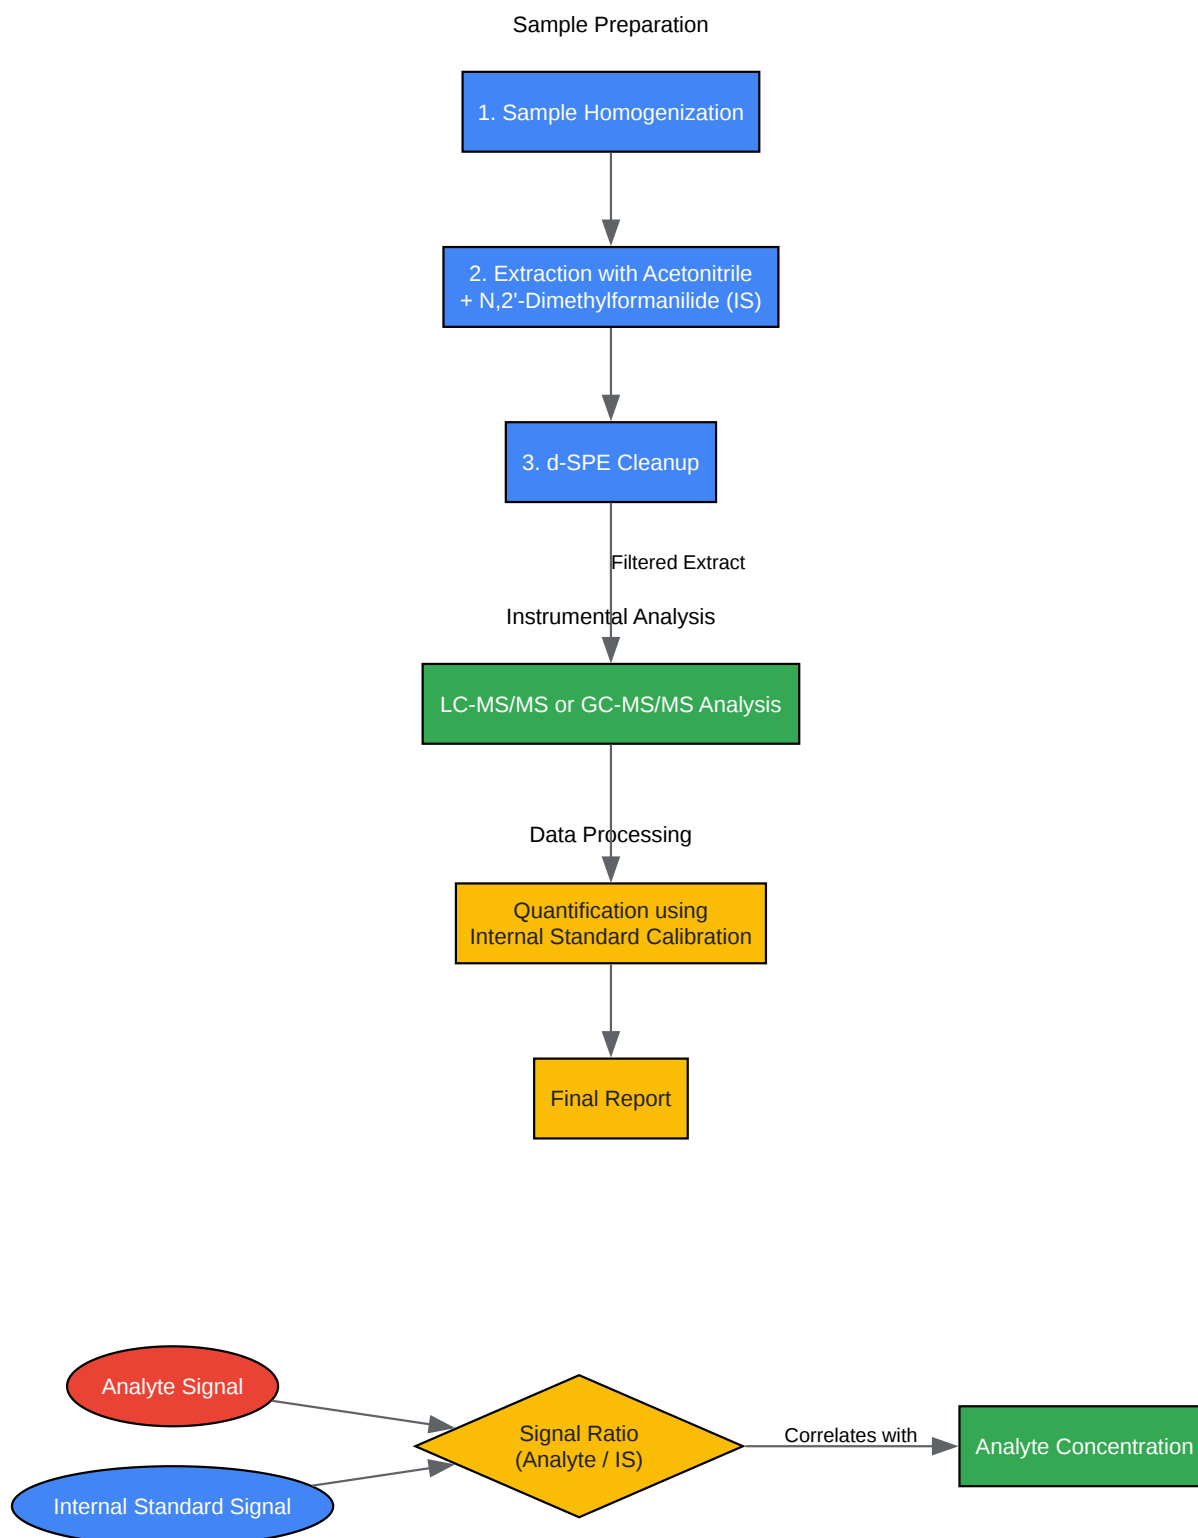 Sample Preparation
1. Sample Homogenization
2. Extraction with Acetonitrile
+ N,2'-Dimethylformanilide (IS)
3. d-SPE Cleanup
Filtered Extract
Instrumental Analysis
LC-MS/MS or GC-MS/MS Analysis
Data Processing
Quantification using
Internal Standard Calibration
Final Report
Analyte Signal
Internal Standard Signal
Signal Ratio
(Analyte / IS)
Correlates with
Analyte Concentration